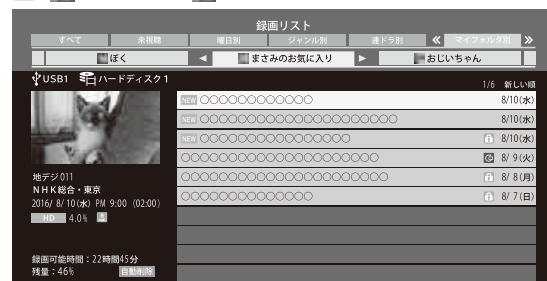 録画リスト
すべて 未視聴 曜日別 ジャンル別 連ドラ別 « マイフォルダ別 »
ぼく ◀ まさみのお気に入り ▶ おじいちゃん
USB1 ハードディスク1
1/6 新しい順
NEW 〇〇〇〇〇〇〇〇〇〇〇〇 8/10(水)
NEW 〇〇〇〇〇〇〇〇〇〇〇〇〇〇〇〇〇〇〇〇〇 8/10(水)
NEW 〇〇〇〇〇〇〇〇〇〇〇〇〇〇〇〇 8/10(水)
〇〇〇〇〇〇〇〇〇〇〇〇〇〇〇〇〇〇〇〇〇 8/ 9(火)
〇〇〇〇〇〇〇〇〇〇〇〇〇〇〇〇〇〇〇〇〇〇 8/ 8(月)
〇〇〇〇〇〇〇〇〇〇〇〇〇〇 8/ 7(日)
地デジ011
NHK総合・東京
2016/ 8/10(水) PM 9:00 (02:00)
HD 4.0%
録画可能時間：22時間45分
残量：46% 自動削除